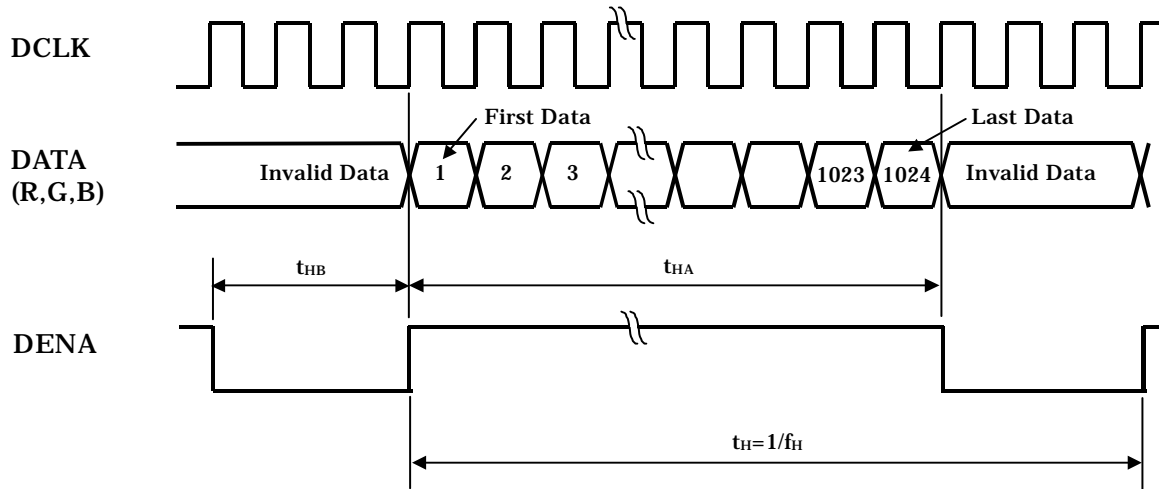 DCLK
First Data
Last Data
DATA
(R,G,B)
Invalid Data
1
2
3
1023
1024
Invalid Data
tHB
tHA
DENA
tH=1/fH